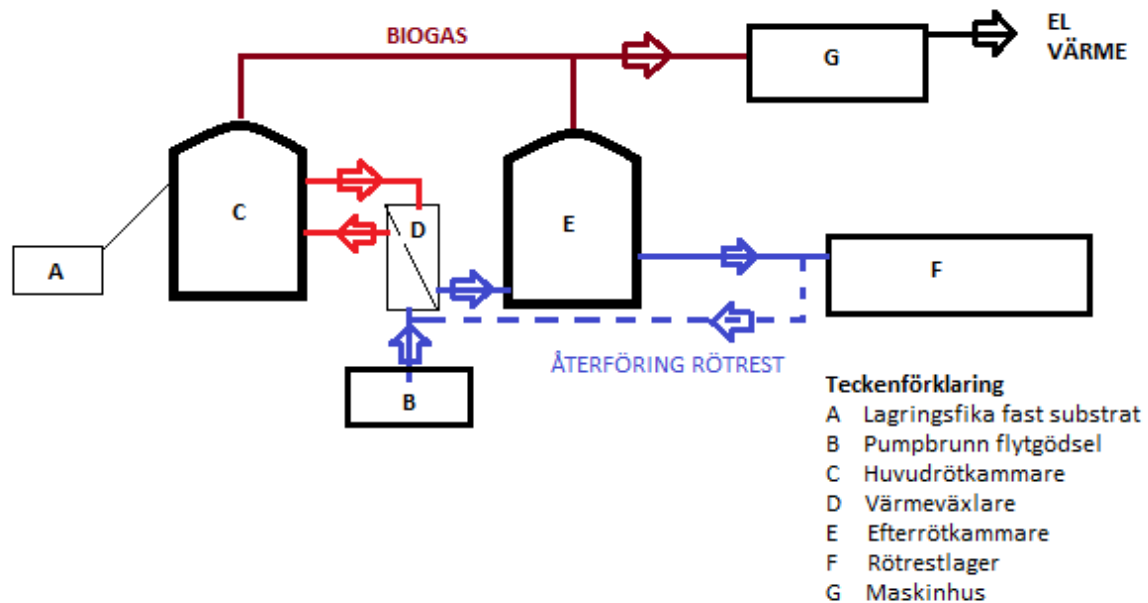 BIOGAS
EL
VÄRME
G
C
D
E
A
F
B
ÅTERFÖRING RÖTREST
Teckenförklaring
A Lagringsfika fast substrat
B Pumpbrunn flytgödsel
C Huvudrötkammare
D Värmeväxlare
E Efterrötkammare
F Rötrestlager
G Maskinhus